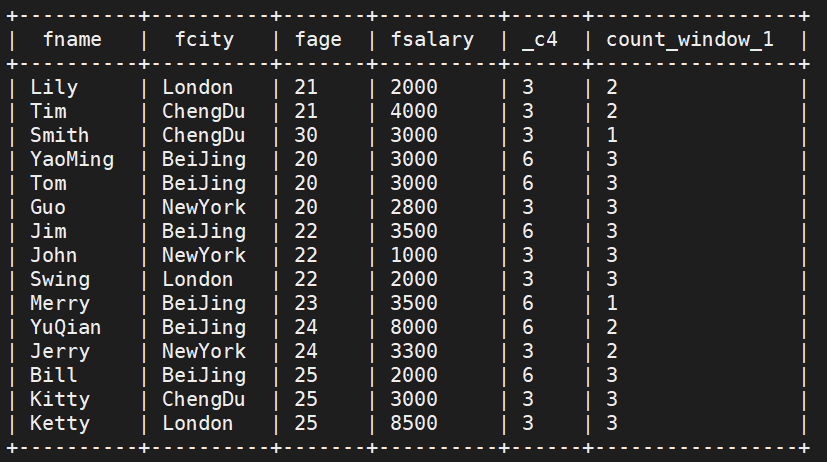 +----------+----------+-------+----------+------+-----------------+
|  fname   |  fcity   | fage  | fsalary  | _c4  | count_window_1  |
+----------+----------+-------+----------+------+-----------------+
| Lily     | London   | 21    | 2000     | 3    | 2               |
| Tim      | ChengDu  | 21    | 4000     | 3    | 2               |
| Smith    | ChengDu  | 30    | 3000     | 3    | 1               |
| YaoMing  | BeiJing  | 20    | 3000     | 6    | 3               |
| Tom      | BeiJing  | 20    | 3000     | 6    | 3               |
| Guo      | NewYork  | 20    | 2800     | 3    | 3               |
| Jim      | BeiJing  | 22    | 3500     | 6    | 3               |
| John     | NewYork  | 22    | 1000     | 3    | 3               |
| Swing    | London   | 22    | 2000     | 3    | 3               |
| Merry    | BeiJing  | 23    | 3500     | 6    | 1               |
| YuQian   | BeiJing  | 24    | 8000     | 6    | 2               |
| Jerry    | NewYork  | 24    | 3300     | 3    | 2               |
| Bill     | BeiJing  | 25    | 2000     | 6    | 3               |
| Kitty    | ChengDu  | 25    | 3000     | 3    | 3               |
| Ketty    | London   | 25    | 8500     | 3    | 3               |
+----------+----------+-------+----------+------+-----------------+